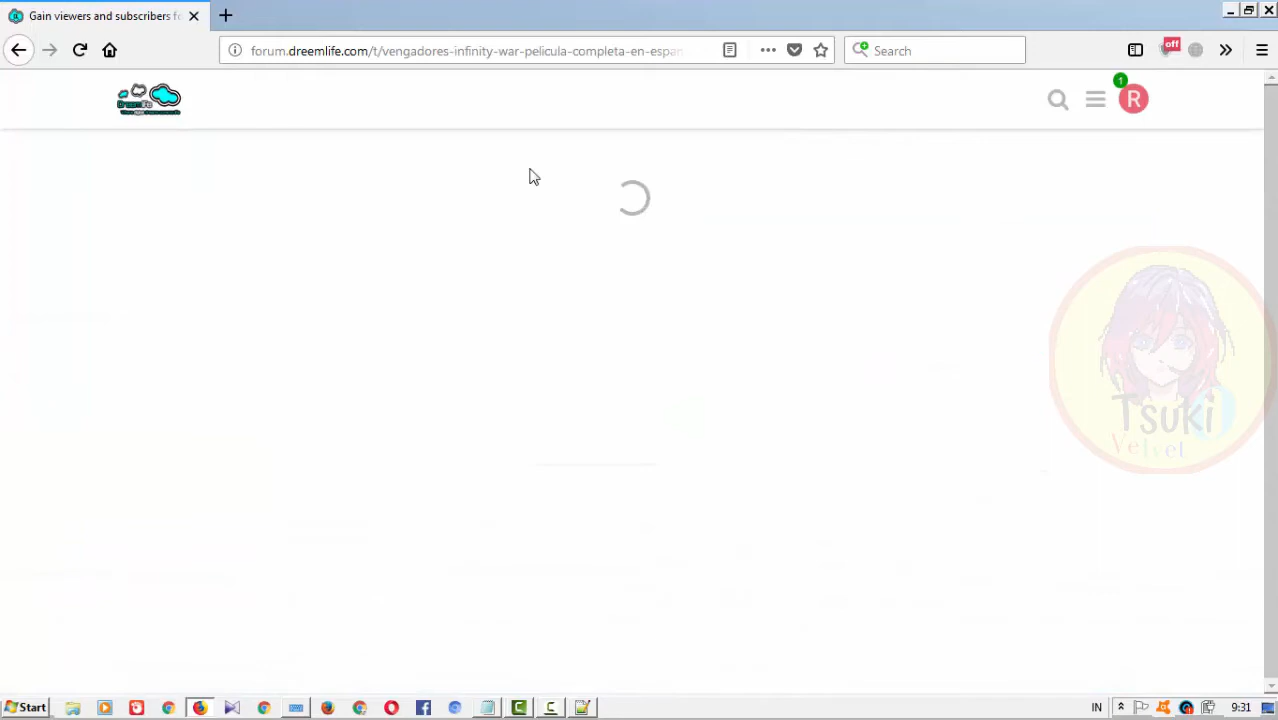 Gain viewers and subscribers fo
forum.dreemlife.com/t/vengadores-infinity-war-pelicula-completa-en-espan
Search
off
1
R
Tsuki
Velvet
Start
IN
9:31